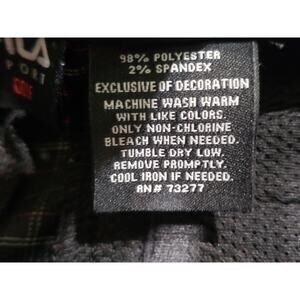 PORT
98% POLYESTER
2% SPANDEX
EXCLUSIVE OF DECORATION
MACHINE WASH WARM
WITH LIKE COLORS.
ONLY NON-CHLORINE
BLEACH WHEN NEEDED.
TUMBLE DRY LOW.
REMOVE PROMPTLY.
COOL IRON IF NEEDED.
RN# 73277